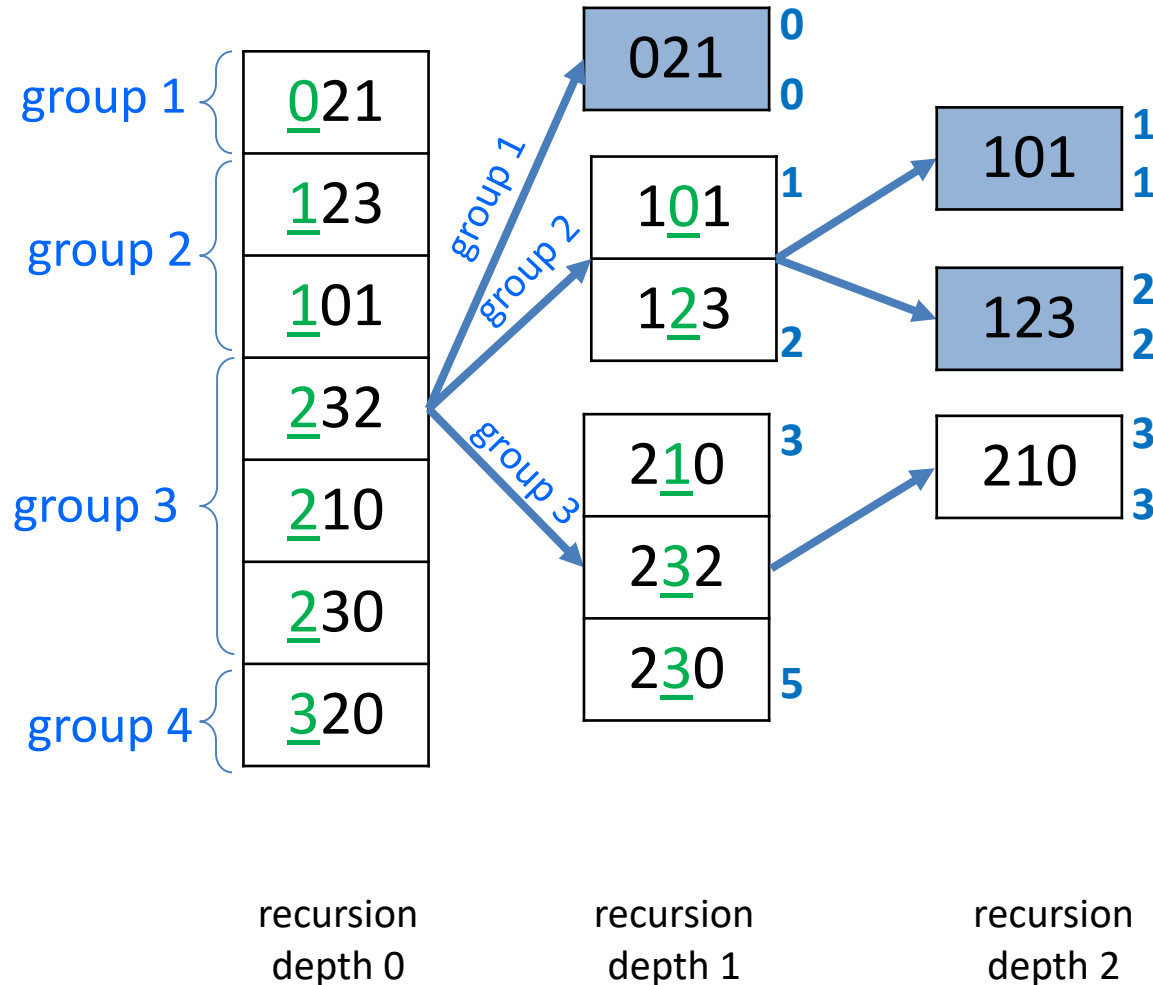 group 1
group 2
group 3
group 4
021
123
101
232
210
230
320
group 1
group 2
group 3
021
0
0
101
123
1
2
210
232
230
3
5
101
1
1
123
2
2
210
3
3
recursion
depth 0
recursion
depth 1
recursion
depth 2